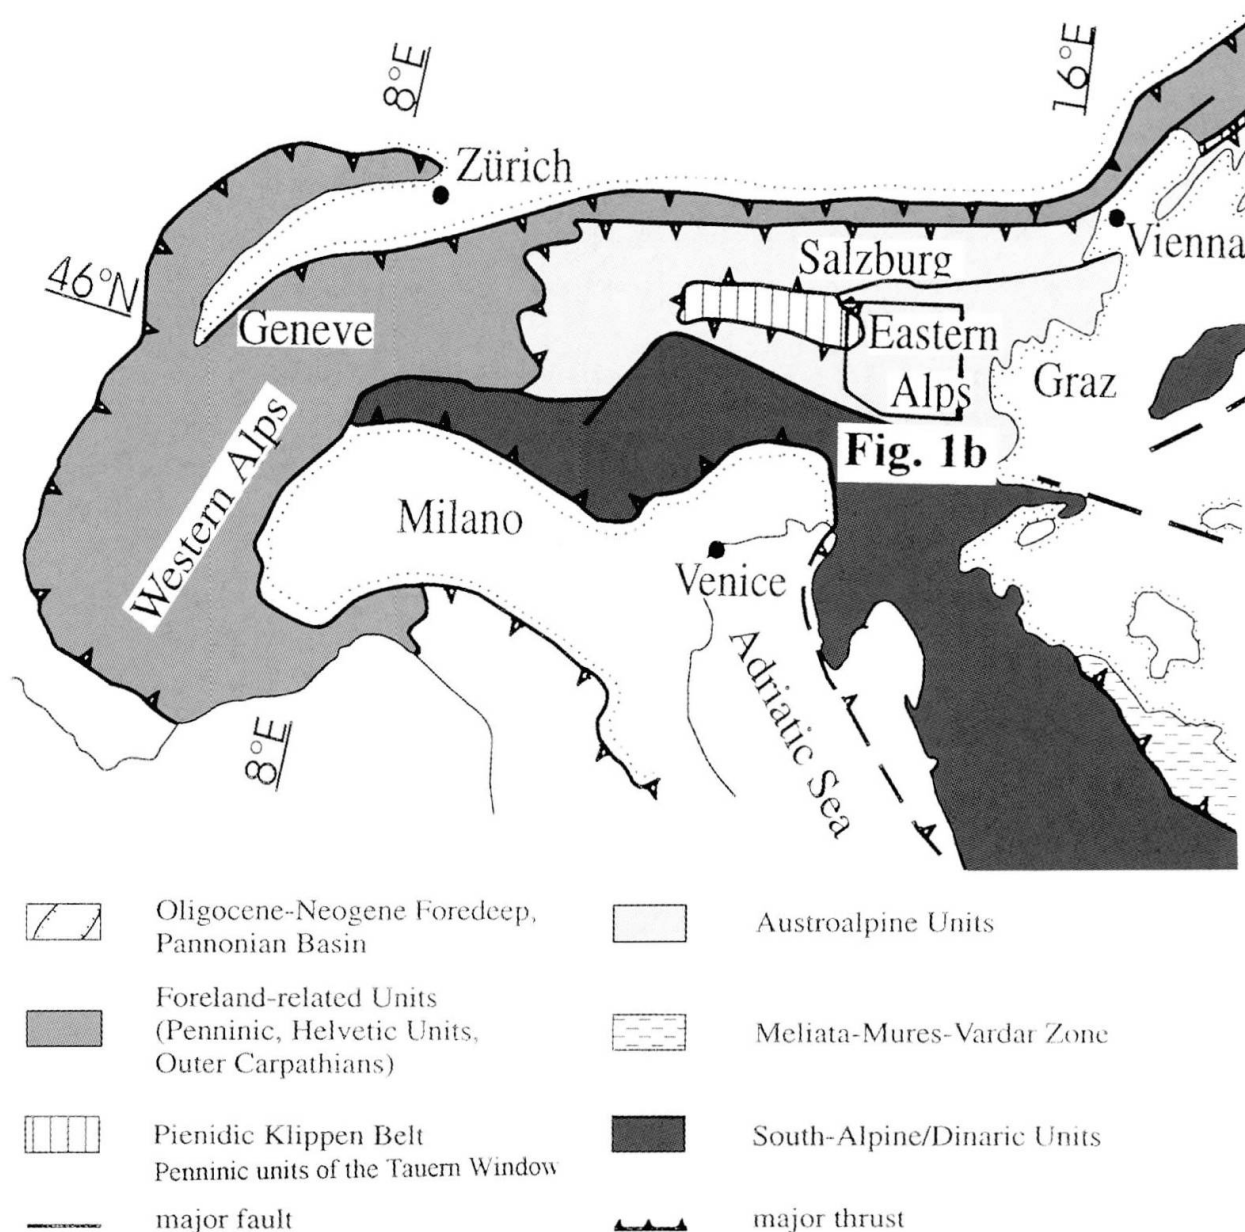 8°E
16°E
Zürich
Vienna
Salzburg
46°N
Geneve
Eastern
Alps
Graz
Fig. 1b
Western Alps
Milano
Venice
Adriatic Sea
8°E
Oligocene-Neogene Foredeep,
Pannonian Basin
Austroalpine Units
Foreland-related Units
(Penninic, Helvetic Units,
Outer Carpathians)
Meliata-Mures-Vardar Zone
Pienidic Klippen Belt
Penninic units of the Tauern Window
South-Alpine/Dinaric Units
major fault
major thrust